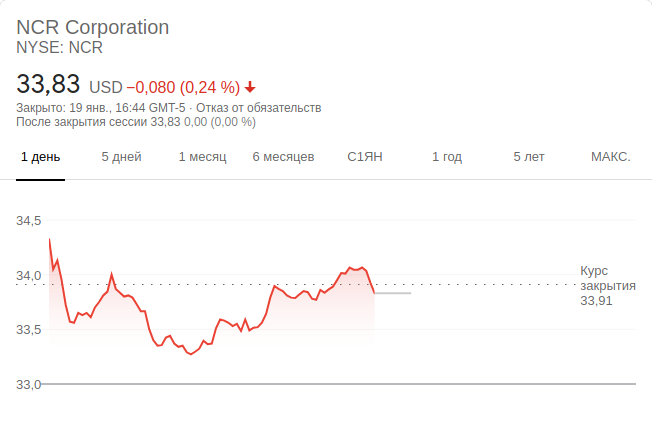 NCR Corporation
NYSE: NCR
33,83 USD −0,080 (0,24 %)
Закрыто: 19 янв., 16:44 GMT-5 · Отказ от обязательств
После закрытия сессии 33,83 0,00 (0,00 %)
1 день 5 дней 1 месяц 6 месяцев С1ЯН 1 год 5 лет МАКС.
34,5
34,0
33,5
33,0
Курс
закрытия
33,91